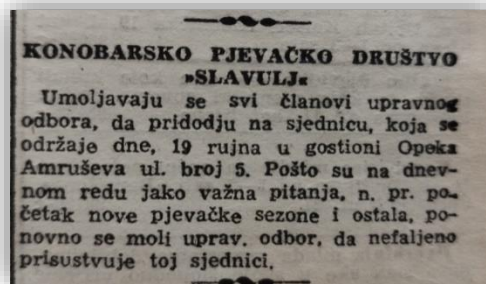 KONOBARSKO PJEVAČKO DRUŠTVO
»SLAVULJ«
Umoljavaju se svi članovi upravnog
odbora, da pridodju na sjednicu, koja se
održaje dne, 19 rujna u gostioni Opeka
Amruševa ul. broj 5. Pošto su na dnev-
nom redu jako važna pitanja, n. pr. po-
četak nove pjevačke sezone i ostala, po-
novno se moli uprav. odbor, da nefaljeno
prisustvuje toj sjednici.